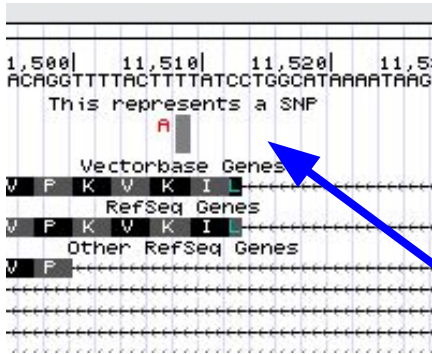 1,500| 11,510| 11,520| 11,5
ACAGGTTTTACTTTTATCCTGGCATAAAATAAG
This represents a SNP
A
Vectorbase Genes
V P K V K I L
RefSeq Genes
V P K V K I L
Other RefSeq Genes
V P